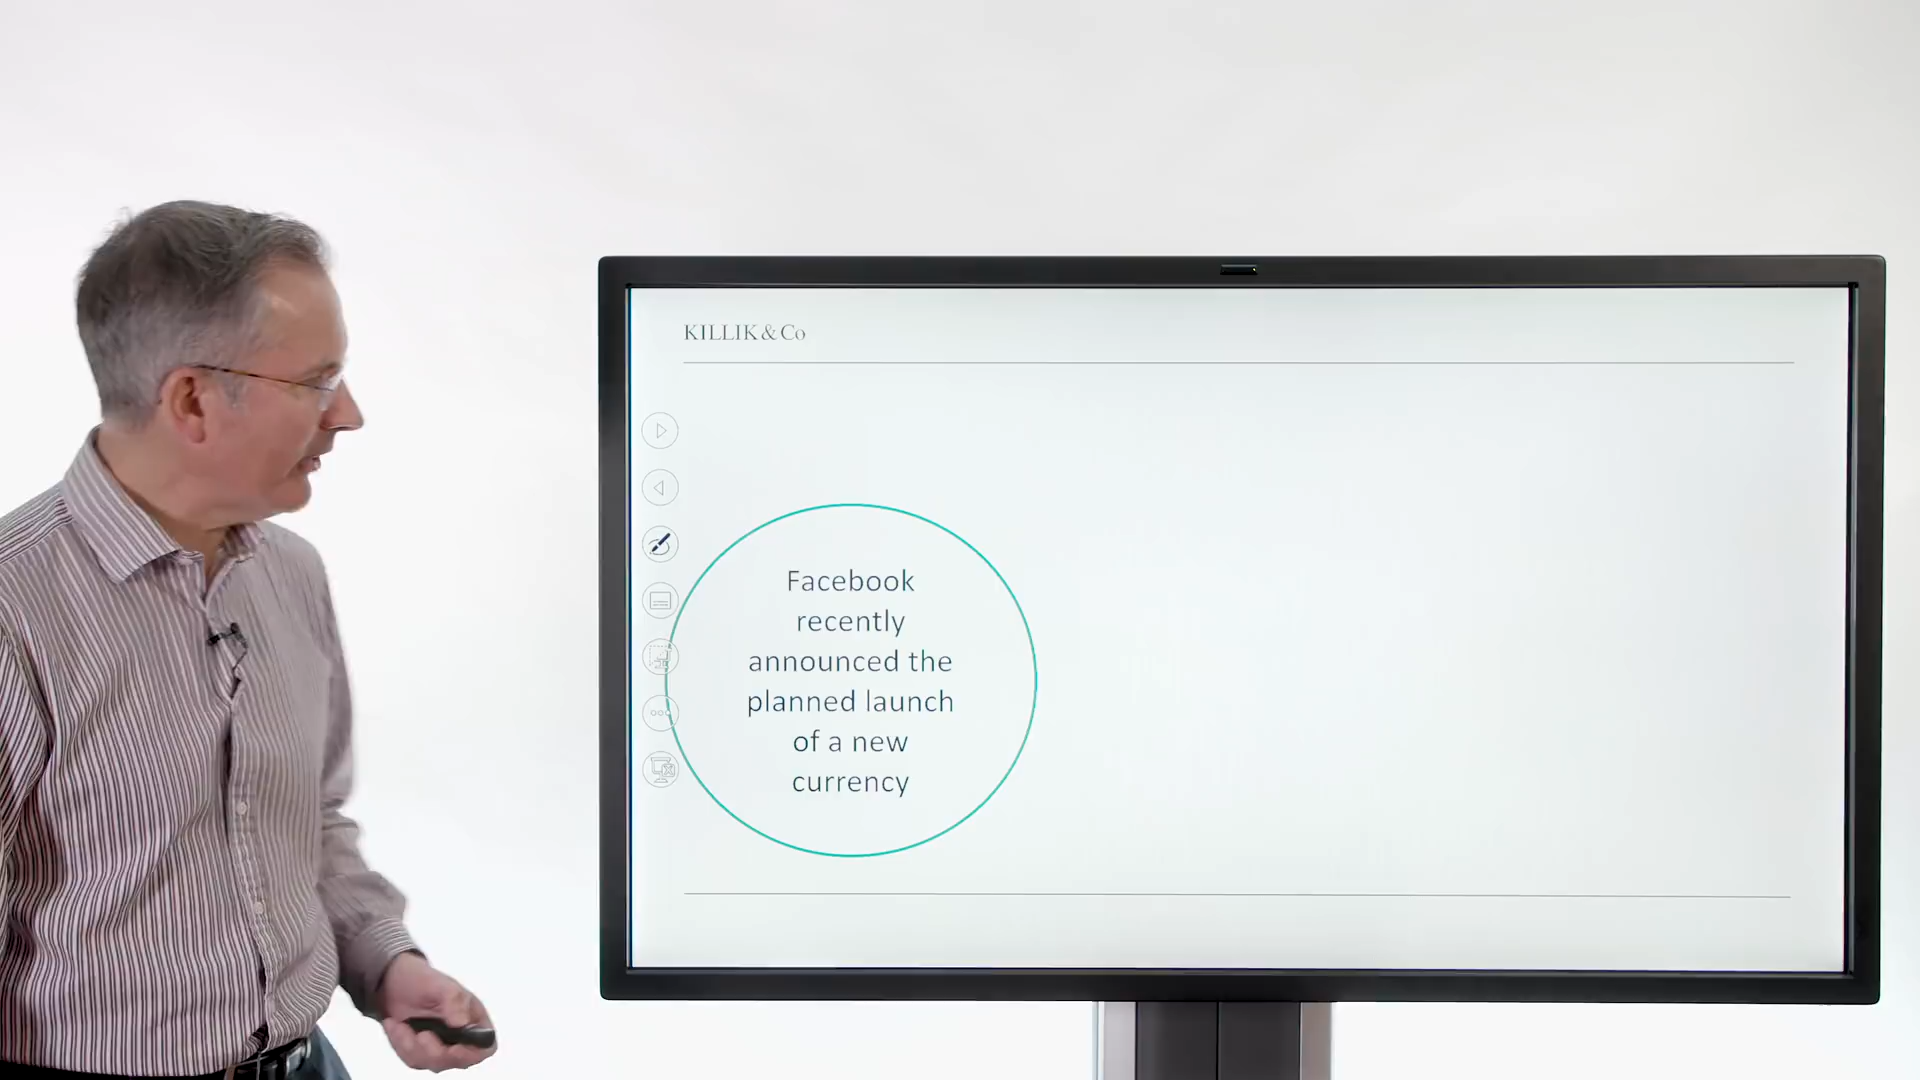 KILLIK & Co
Facebook
recently
announced the
planned launch
of a new
currency